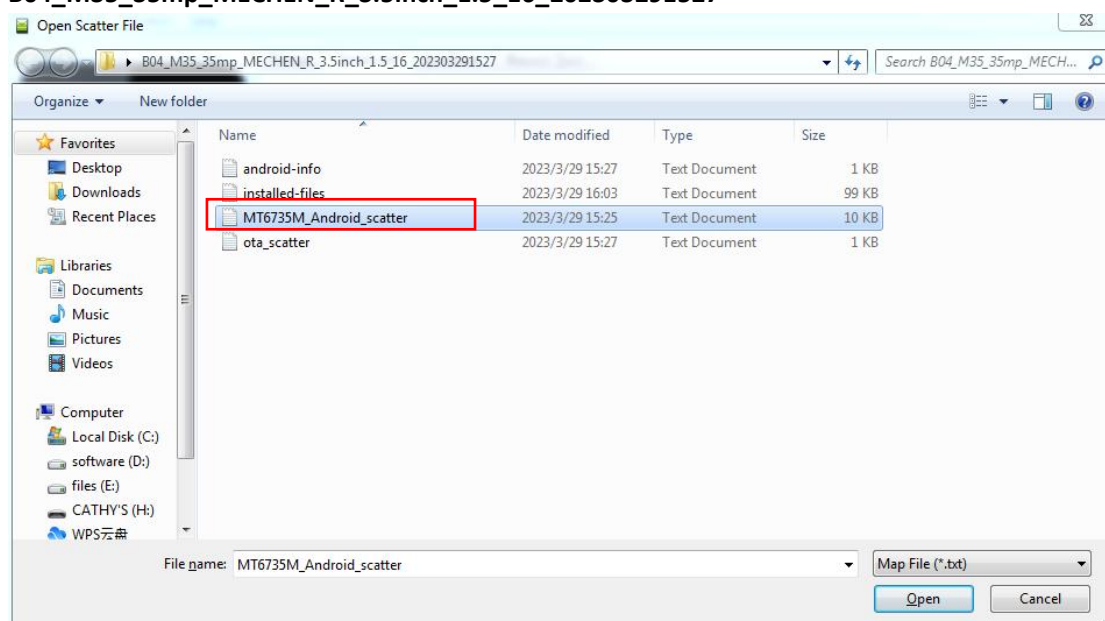 B04_M35_35mp_MECHEN_R_3.5inch_1.5_16_202303291527
Open Scatter File
B04_M35_35mp_MECHEN_R_3.5inch_1.5_16_202303291527
Search B04_M35_35mp_MECH...
Organize New folder
Name Date modified Type Size
Favorites
Desktop android-info 2023/3/29 15:27 Text Document 1 KB
Downloads installed-files 2023/3/29 16:03 Text Document 99 KB
Recent Places MT6735M_Android_scatter 2023/3/29 15:25 Text Document 10 KB
ota_scatter 2023/3/29 15:27 Text Document 1 KB
Libraries
Documents
Music
Pictures
Videos
Computer
Local Disk (C:)
software (D:)
files (E:)
CATHY'S (H:)
WPS云盘
File name: MT6735M_Android_scatter Map File (*.txt)
Open Cancel